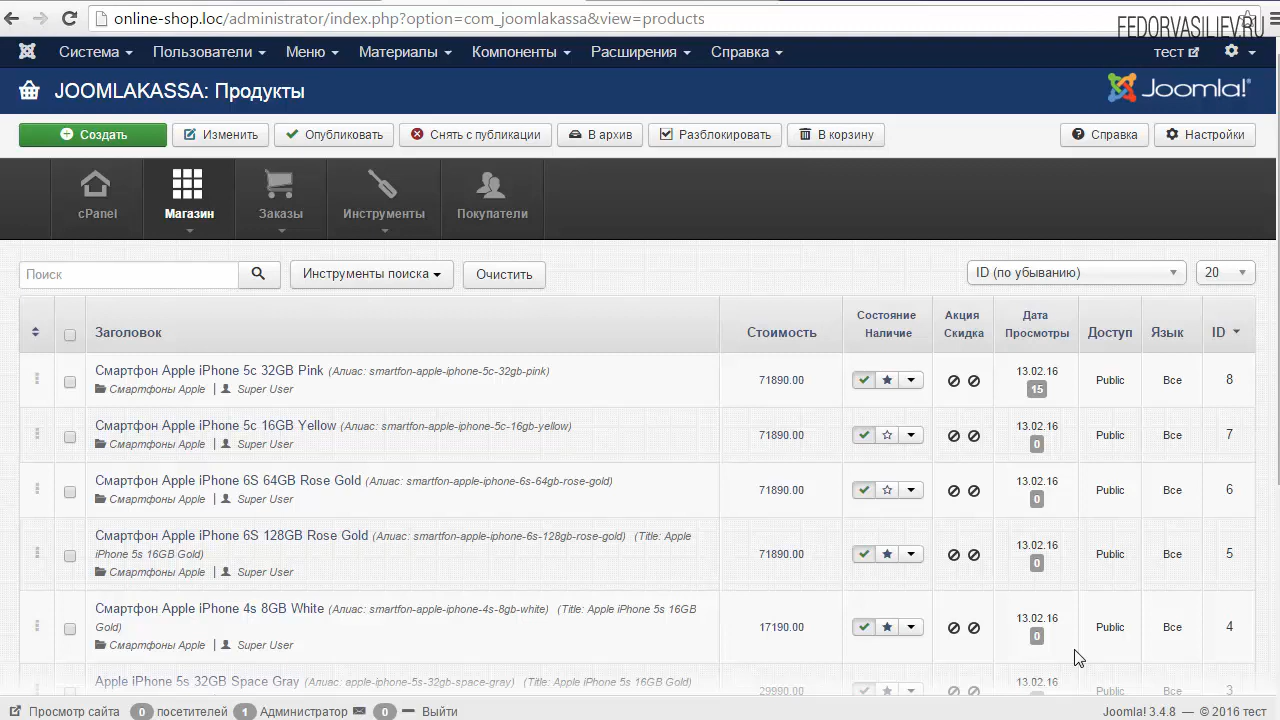 online-shop.loc/administrator/index.php?option=com_joomlakassa&view=products
FEDORVASILIEV.RU
Система Пользователи Меню Материалы Компоненты Расширения Справка тест
JOOMLAKASSA: Продукты Joomla!
Создать Изменить Опубликовать Снять с публикации В архив Разблокировать В корзину Справка Настройки
cPanel Магазин Заказы Инструменты Покупатели
Поиск Инструменты поиска Очистить ID (по убыванию) 20
Заголовок Стоимость Состояние Наличие Акция Скидка Дата Просмотры Доступ Язык ID
Смартфон Apple iPhone 5c 32GB Pink (Алиас: smartfon-apple-iphone-5c-32gb-pink) 71890.00 13.02.16 Public Все 8
Смартфоны Apple | Super User 15
Смартфон Apple iPhone 5c 16GB Yellow (Алиас: smartfon-apple-iphone-5c-16gb-yellow) 71890.00 13.02.16 Public Все 7
Смартфоны Apple | Super User 0
Смартфон Apple iPhone 6S 64GB Rose Gold (Алиас: smartfon-apple-iphone-6s-64gb-rose-gold) 71890.00 13.02.16 Public Все 6
Смартфоны Apple | Super User 0
Смартфон Apple iPhone 6S 128GB Rose Gold (Алиас: smartfon-apple-iphone-6s-128gb-rose-gold) (Title: Apple 71890.00 13.02.16 Public Все 5
iPhone 5s 16GB Gold) 0
Смартфоны Apple | Super User
Смартфон Apple iPhone 4s 8GB White (Алиас: smartfon-apple-iphone-4s-8gb-white) (Title: Apple iPhone 5s 16GB 17190.00 13.02.16 Public Все 4
Gold) 0
Смартфоны Apple | Super User
Apple iPhone 5s 32GB Space Gray (Алиас: apple-iphone-5s-32gb-space-gray) (Title: Apple iPhone 5s 16GB Gold) 29990.00 13.02.16 Public Все 3
Просмотр сайта 0 посетителей 1 Администратор 0 Выйти Joomla! 3.4.8 — © 2016 тест